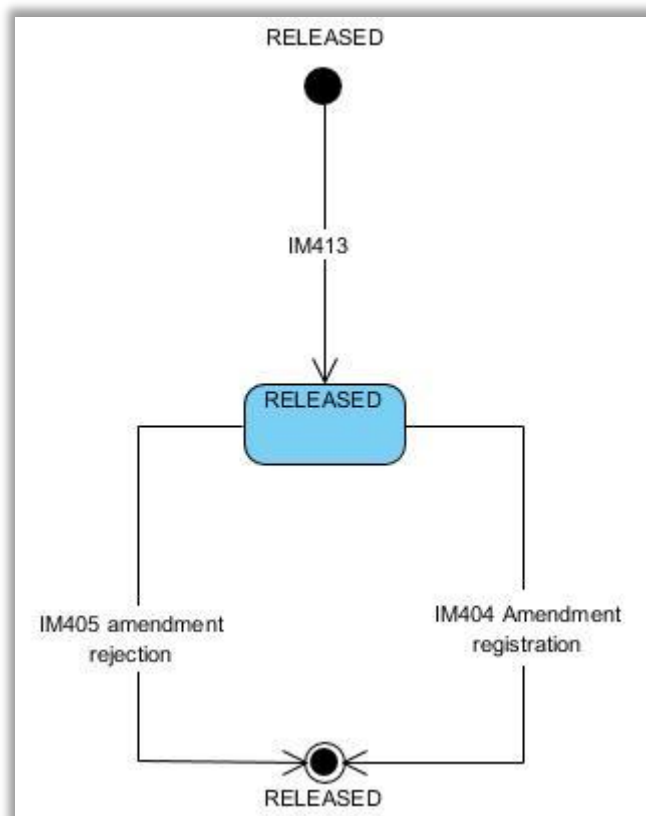 RELEASED
IM413
RELEASED
IM405 amendment
rejection
IM404 Amendment
registration
RELEASED